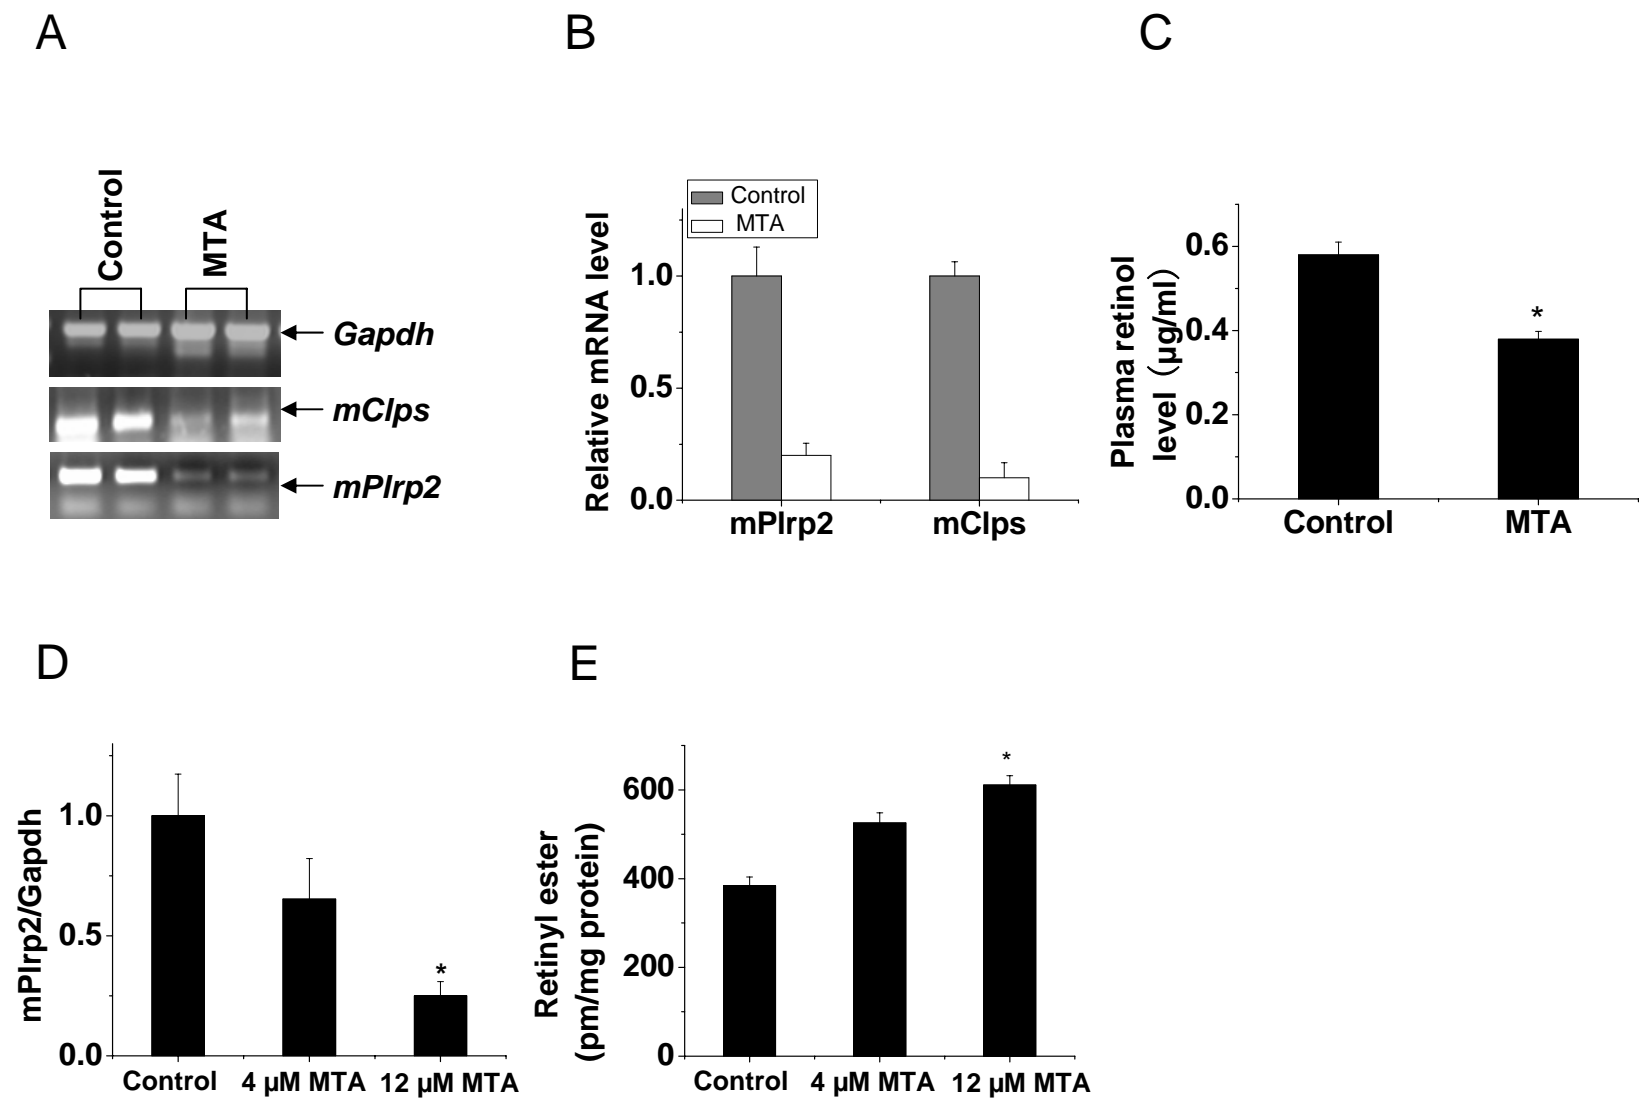 A
B
C
Control
MTA
Gapdh
mClps
mPlrp2
Control
MTA
Relative mRNA level
1.0
0.5
0.0
mPlrp2
mClps
Plasma retinol
level (µg/ml)
0.6
0.4
0.2
0.0
Control
MTA
*
D
E
mPlrp2/Gapdh
1.0
0.5
0.0
Control
4 µM MTA
12 µM MTA
*
Retinyl ester
(pm/mg protein)
600
400
200
0
Control
4 µM MTA
12 µM MTA
*